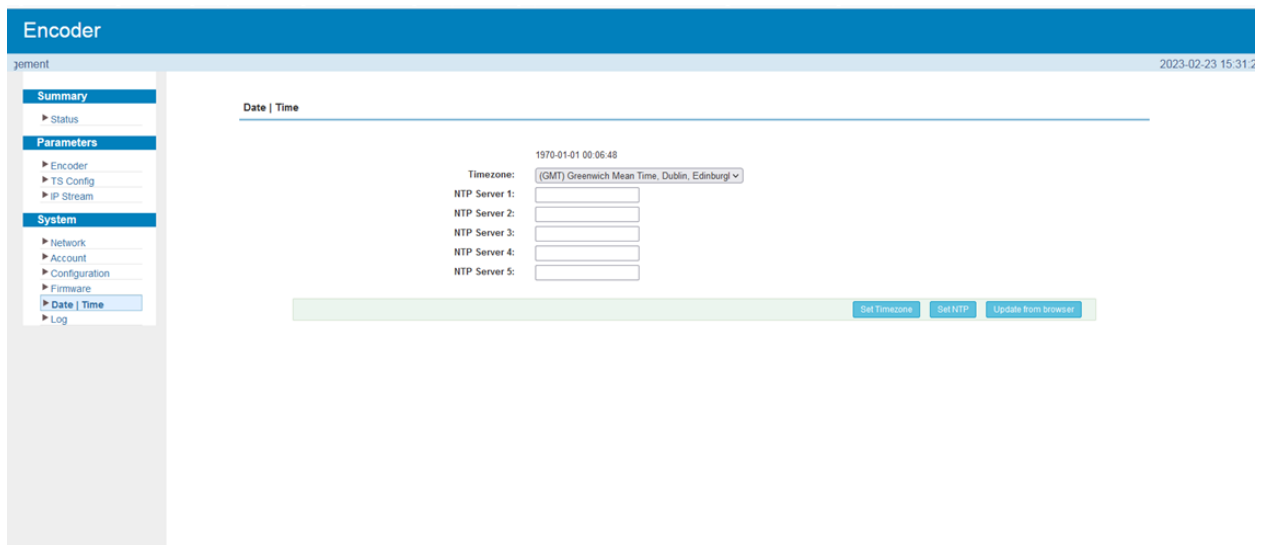 Encoder
gement
2023-02-23 15:31:2
Summary
Status
Parameters
Encoder
TS Config
IP Stream
System
Network
Account
Configuration
Firmware
Date | Time
Log
Date | Time
1970-01-01 00:06:48
Timezone: (GMT) Greenwich Mean Time, Dublin, Edinburgl
NTP Server 1:
NTP Server 2:
NTP Server 3:
NTP Server 4:
NTP Server 5:
Set Timezone Set NTP Update from browser